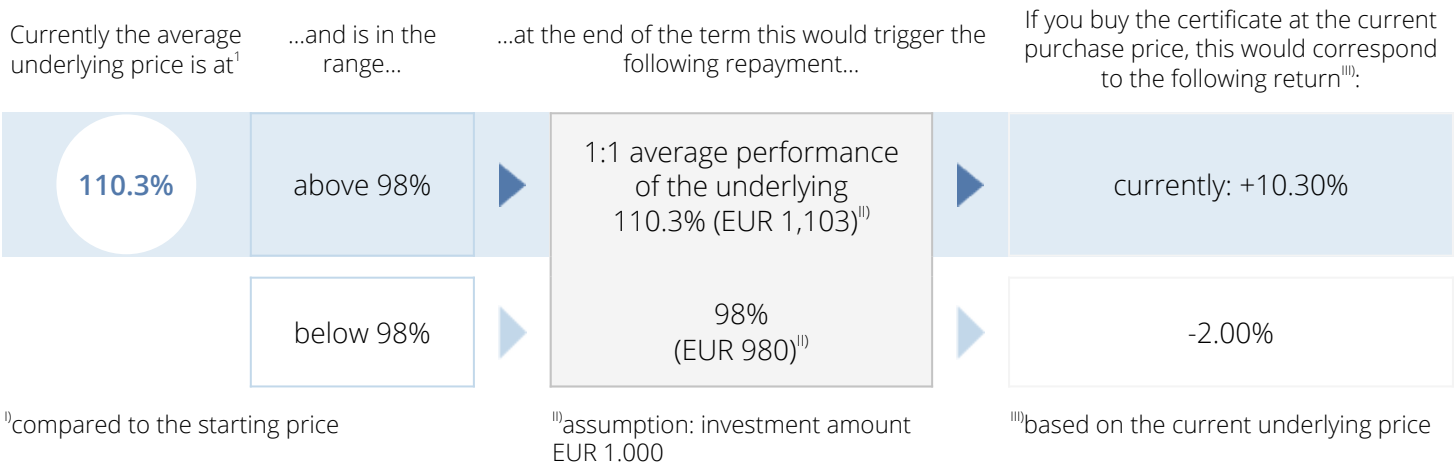 Currently the average
underlying price is at¹
...and is in the
range...
...at the end of the term this would trigger the
following repayment...
If you buy the certificate at the current
purchase price, this would correspond
to the following return III):
110.3%
above 98%
1:1 average performance
of the underlying
110.3% (EUR 1,103) II)
currently: +10.30%
below 98%
98%
(EUR 980) II)
-2.00%
I) compared to the starting price
II) assumption: investment amount
EUR 1.000
III) based on the current underlying price